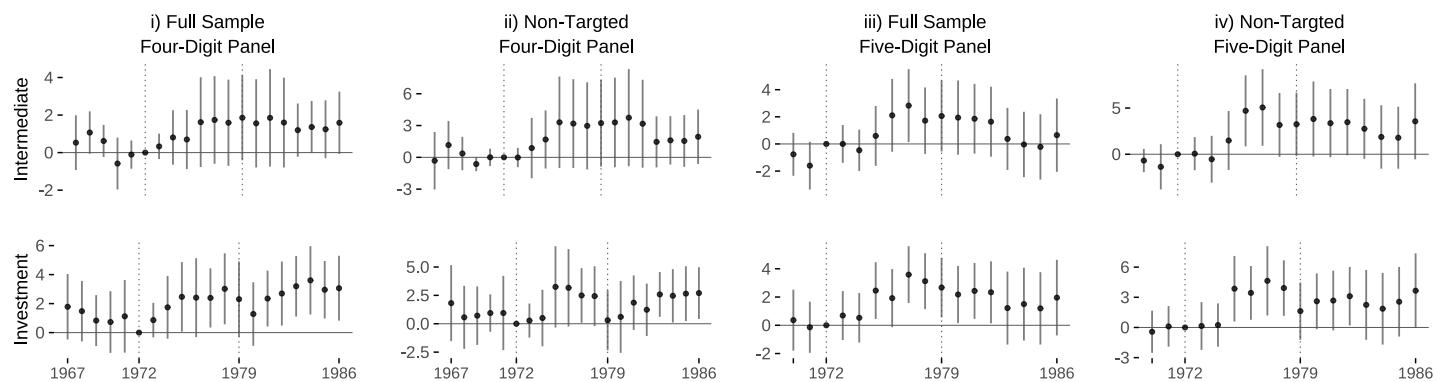 i) Full Sample
Four-Digit Panel
ii) Non-Targted
Four-Digit Panel
iii) Full Sample
Five-Digit Panel
iv) Non-Targted
Five-Digit Panel
Intermediate
4
2
0
-2
6
3
0
-3
4
2
0
-2
5
0
Investment
6
4
2
0
5.0
2.5
0.0
-2.5
4
2
0
-2
6
3
0
-3
1967 1972 1979 1986
1967 1972 1979 1986
1972 1979 1986
1972 1979 1986